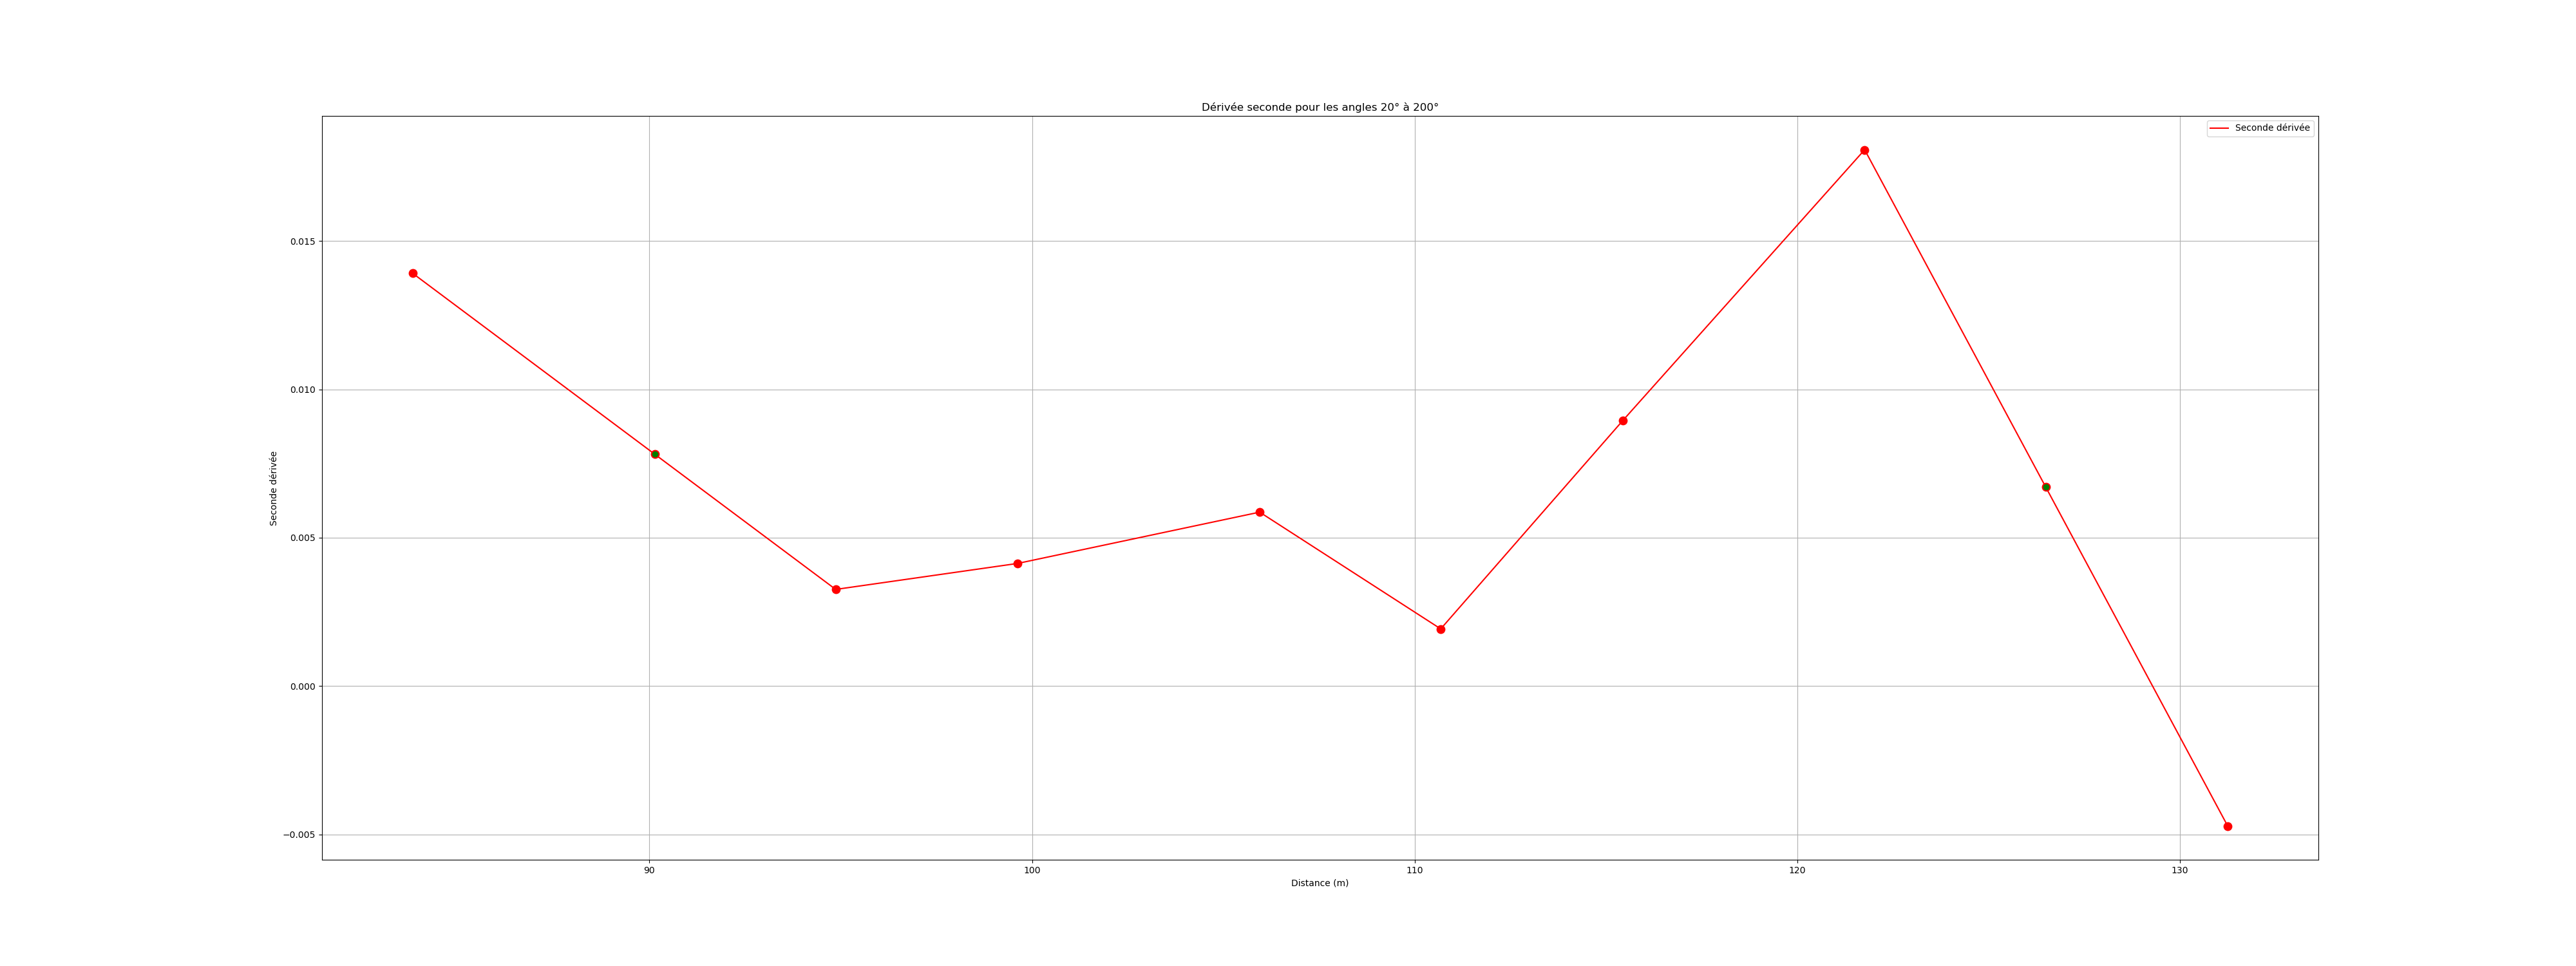 Dérivée seconde pour les angles 20° à 200°
Seconde dérivée
0.015
0.010
0.005
0.000
−0.005
Seconde dérivée
90
100
110
120
130
Distance (m)